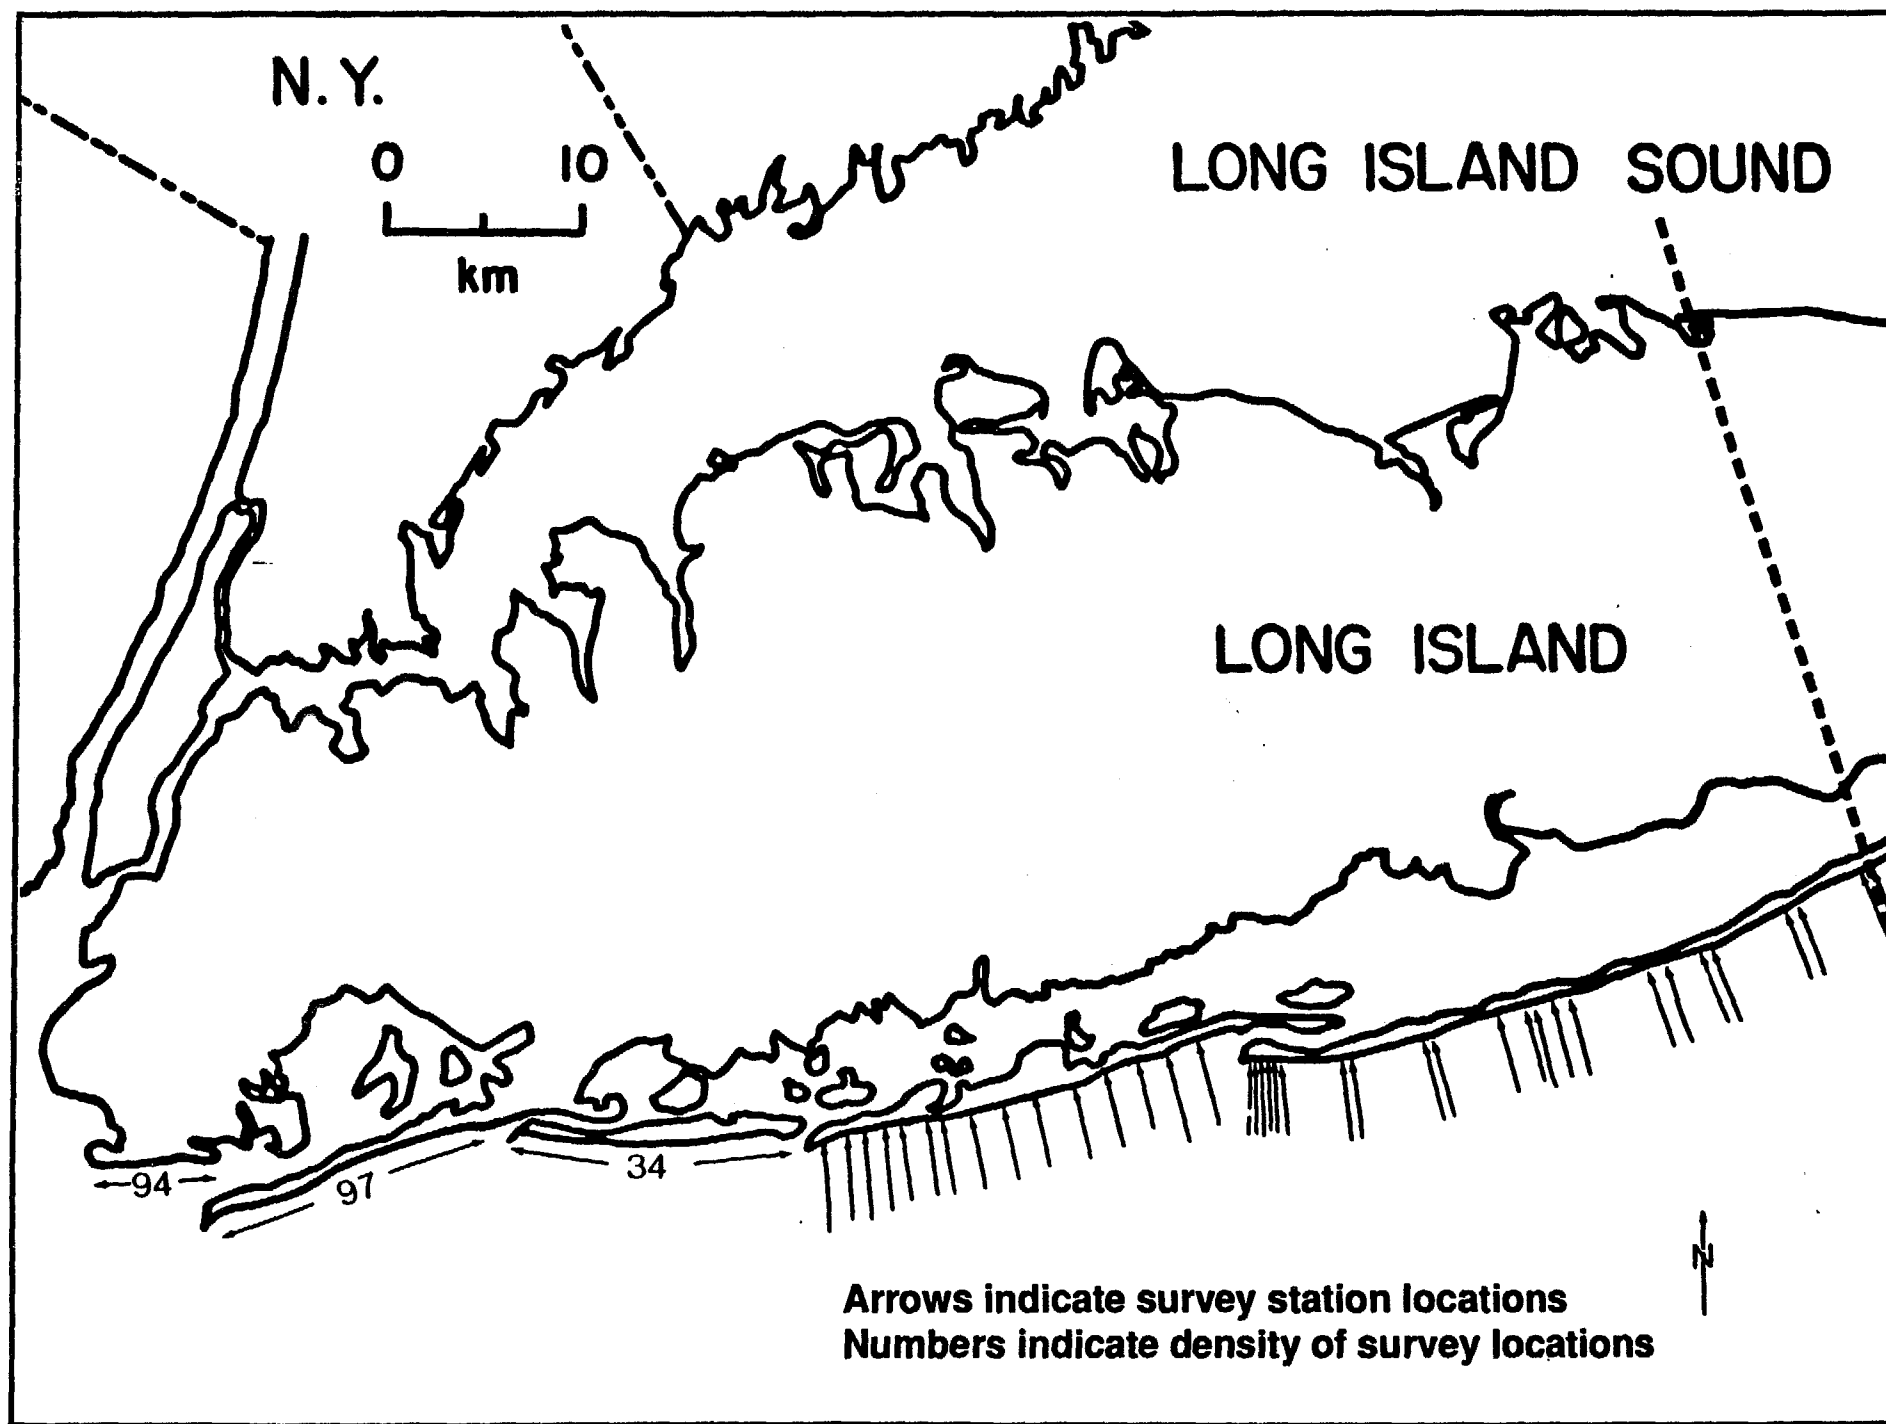 N.Y.
0 10
km
LONG ISLAND SOUND
LONG ISLAND
94
97
34
N
Arrows indicate survey station locations
Numbers indicate density of survey locations